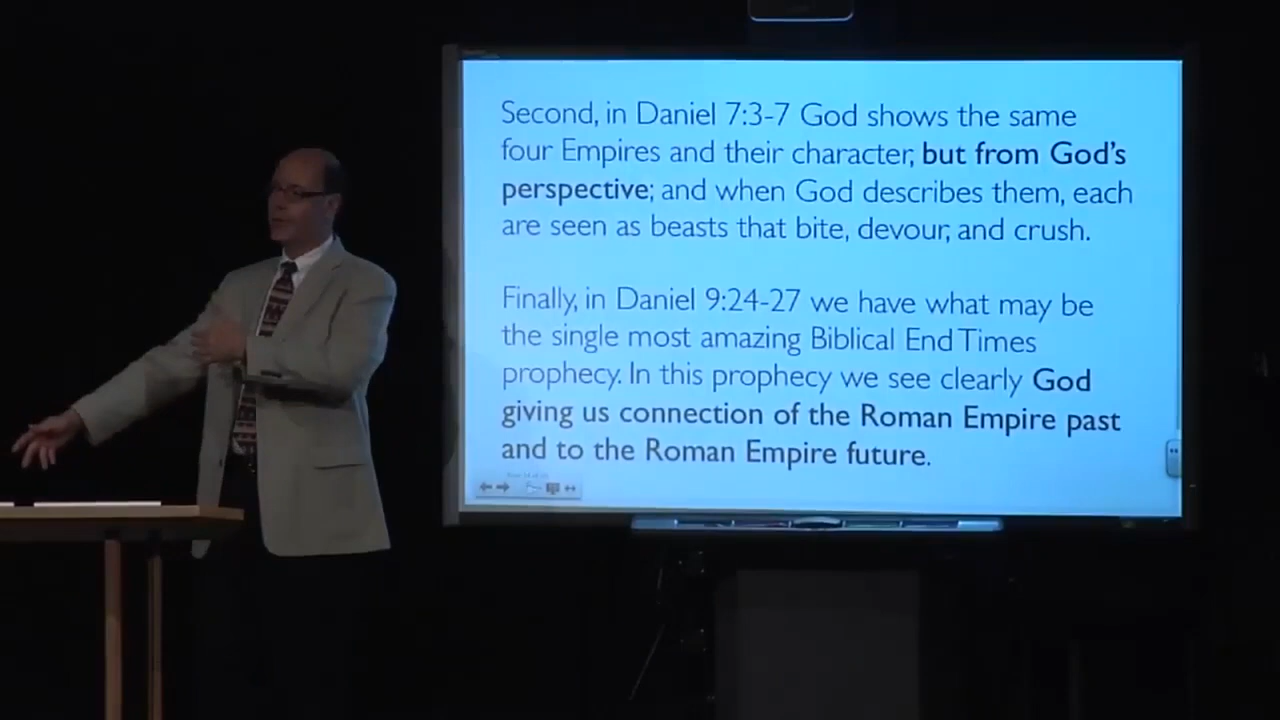 Second, in Daniel 7:3-7 God shows the same
four Empires and their character, but from God's
perspective; and when God describes them, each
are seen as beasts that bite, devour, and crush.
Finally, in Daniel 9:24-27 we have what may be
the single most amazing Biblical End Times
prophecy. In this prophecy we see clearly God
giving us connection of the Roman Empire past
and to the Roman Empire future.